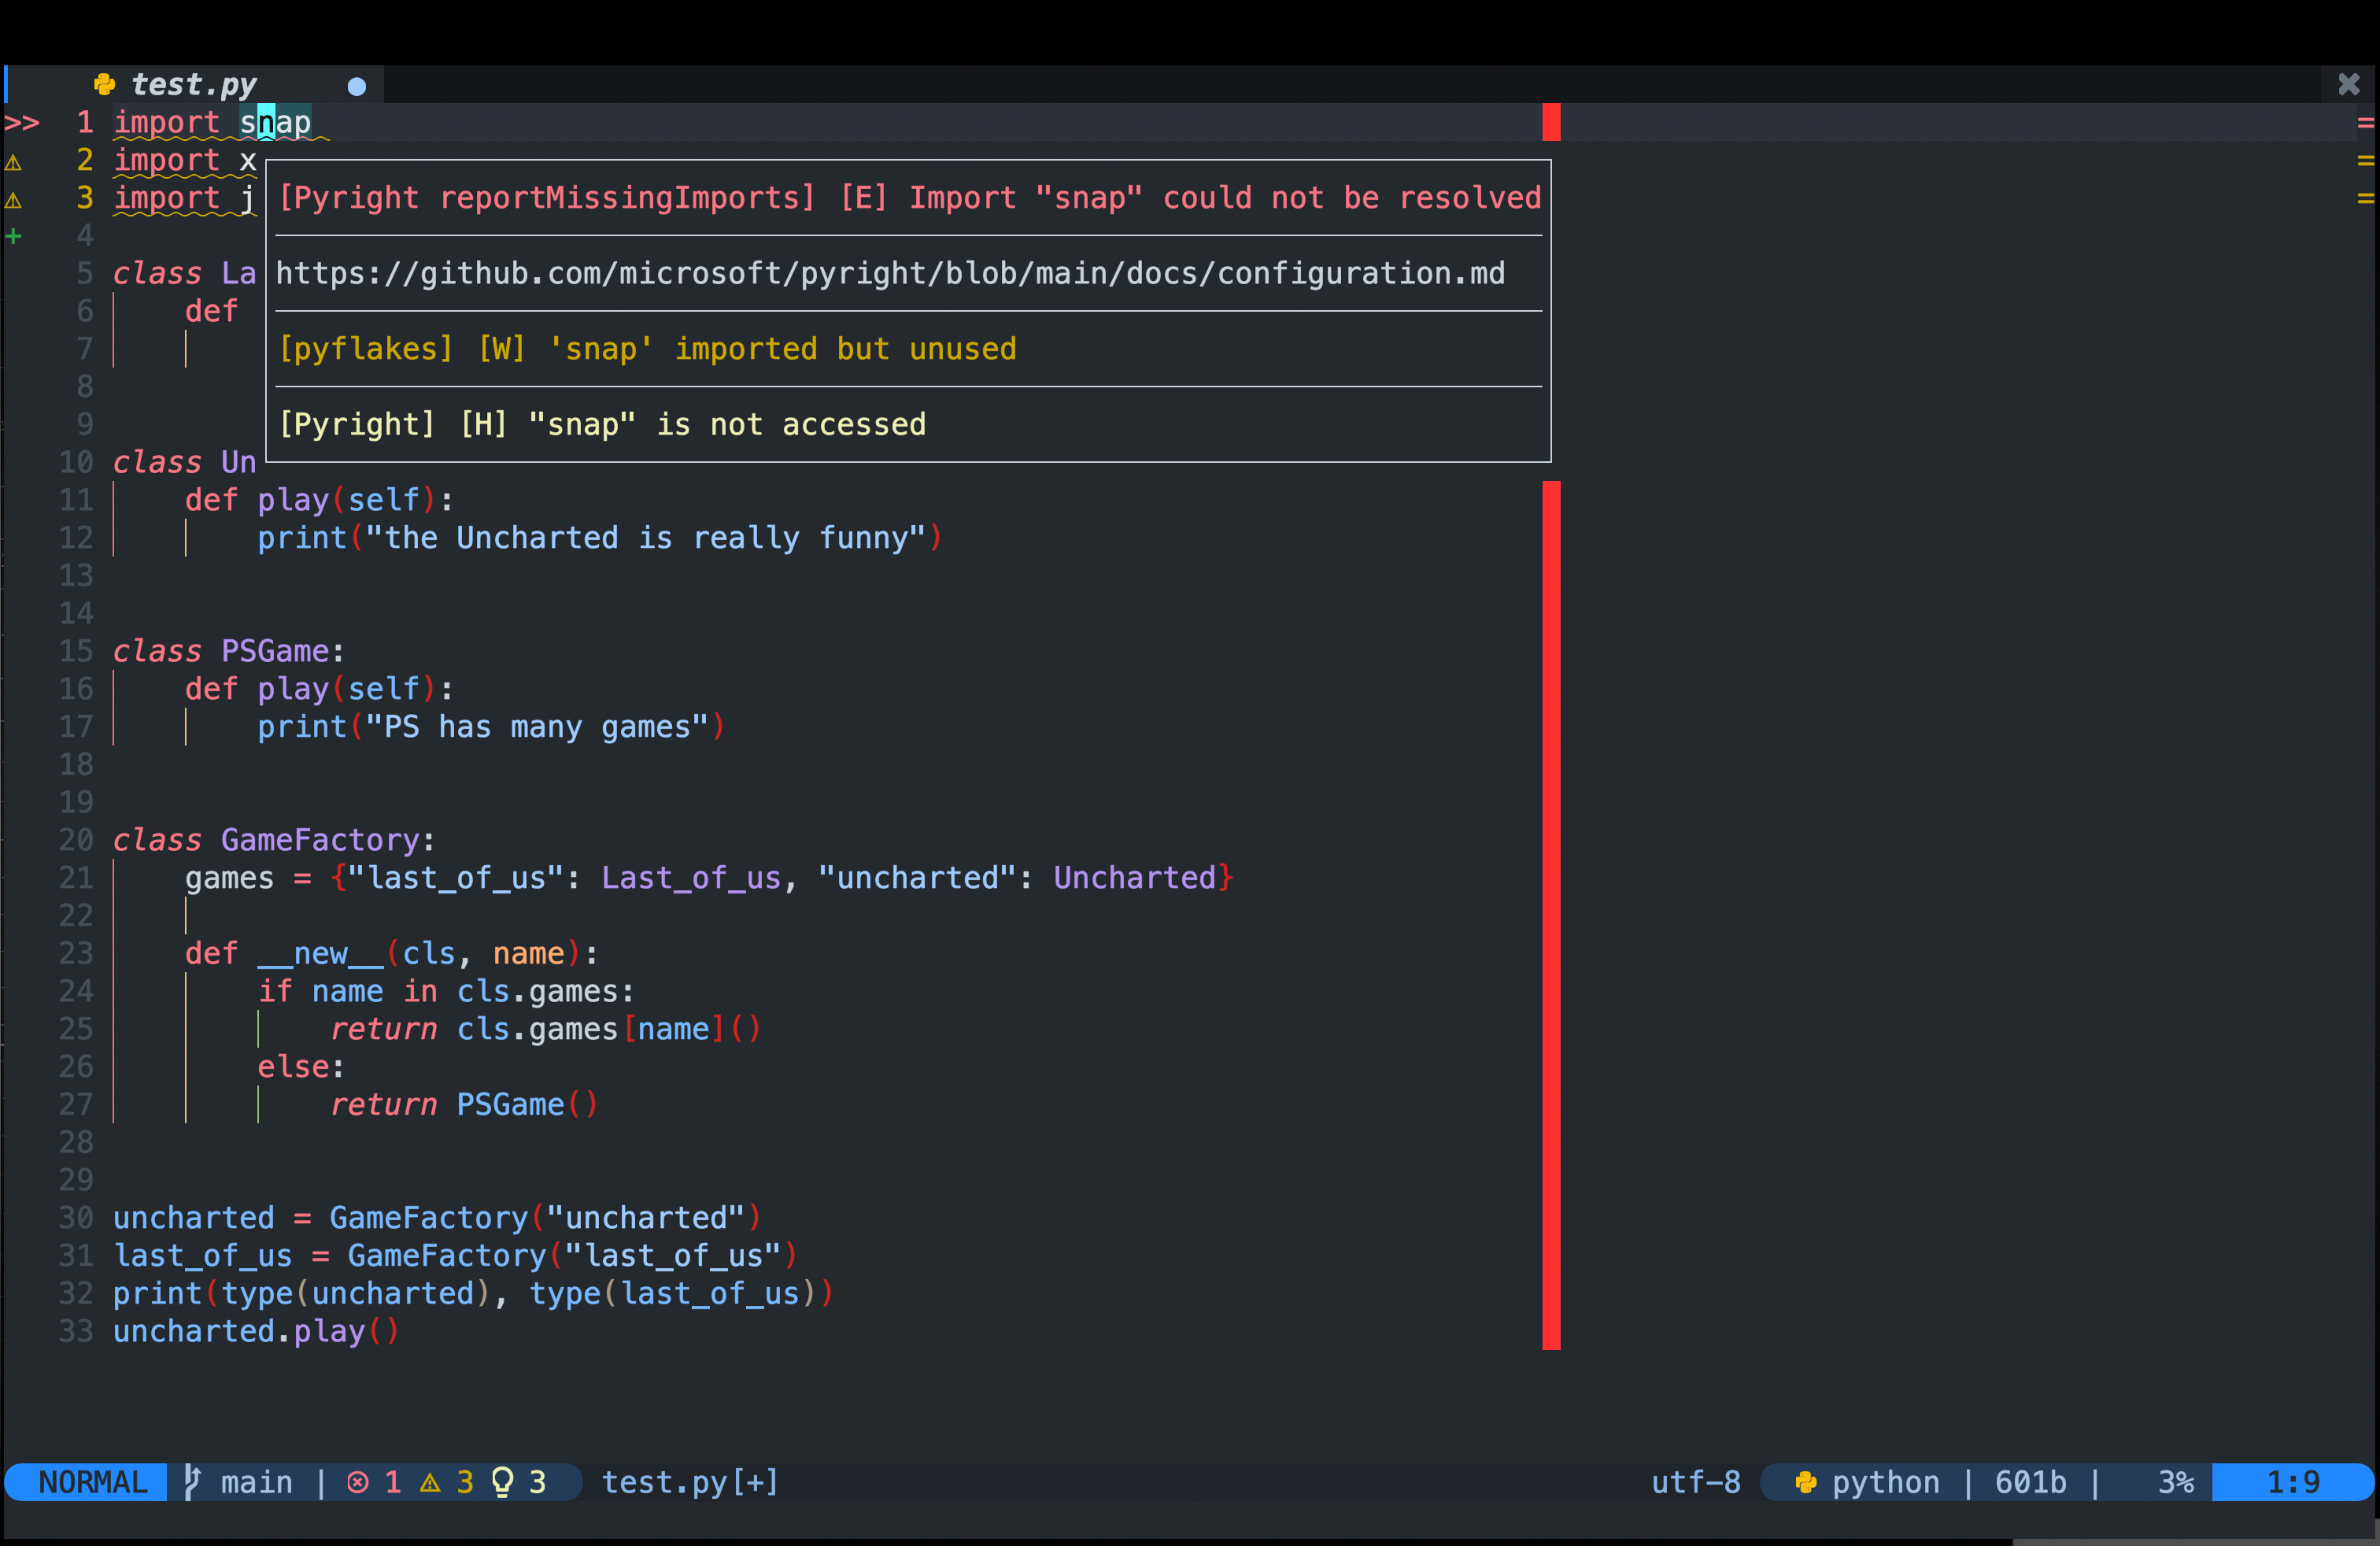 test.py
>> 1 import snap
2 import x
3 import j
[Pyright reportMissingImports] [E] Import "snap" could not be resolved
+ 4
5 class La
https://github.com/microsoft/pyright/blob/main/docs/configuration.md
6 def
7
[pyflakes] [W] 'snap' imported but unused
8
9
[Pyright] [H] "snap" is not accessed
10 class Un
11 def play(self):
12 print("the Uncharted is really funny")
13
14
15 class PSGame:
16 def play(self):
17 print("PS has many games")
18
19
20 class GameFactory:
21 games = {"last_of_us": Last_of_us, "uncharted": Uncharted}
22
23 def __new__(cls, name):
24 if name in cls.games:
25 return cls.games[name]()
26 else:
27 return PSGame()
28
29
30 uncharted = GameFactory("uncharted")
31 last_of_us = GameFactory("last_of_us")
32 print(type(uncharted), type(last_of_us))
33 uncharted.play()
NORMAL main | 1 3 3 test.py[+] utf-8 python | 601b | 3% 1:9